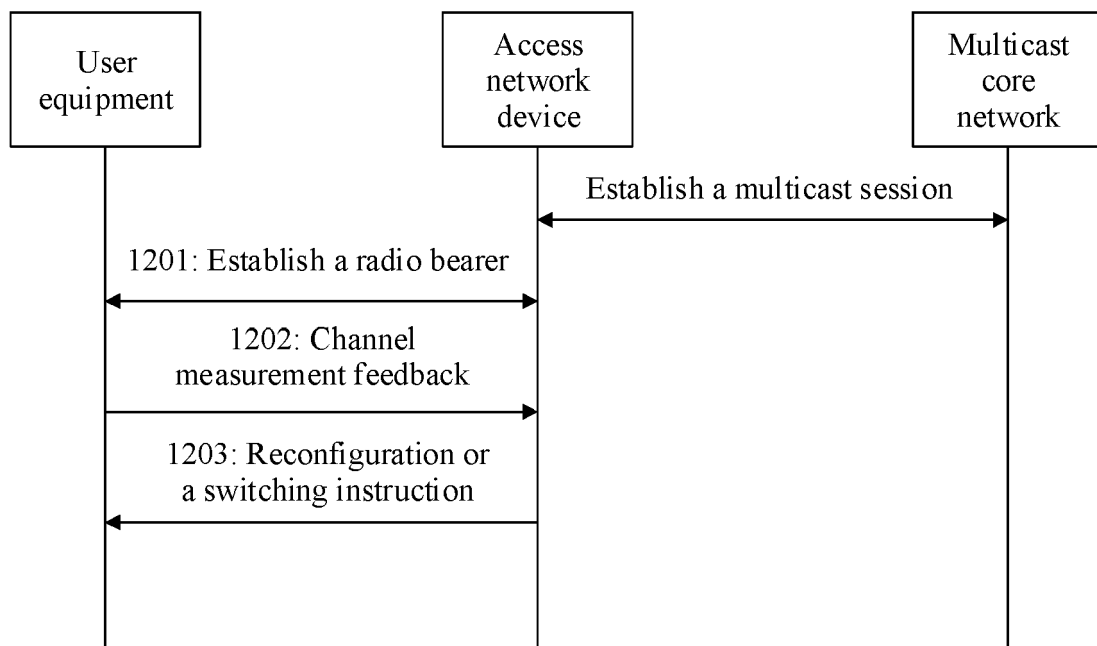 User
equipment
Access
network
device
Multicast
core
network
Establish a multicast session
1201: Establish a radio bearer
1202: Channel
measurement feedback
1203: Reconfiguration or
a switching instruction